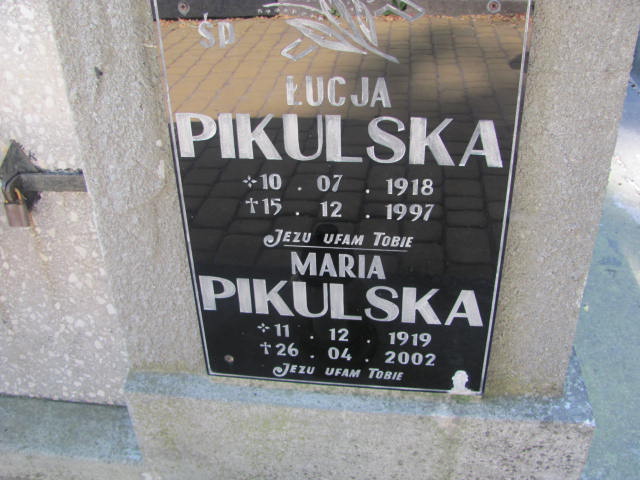 ŚP
ŁUCJA
PIKULSKA
+10 . 07 . 1918
†15 . 12 . 1997
JEZU UFAM TOBIE
MARIA
PIKULSKA
+11 . 12 . 1919
†26 . 04 . 2002
JEZU UFAM TOBIE